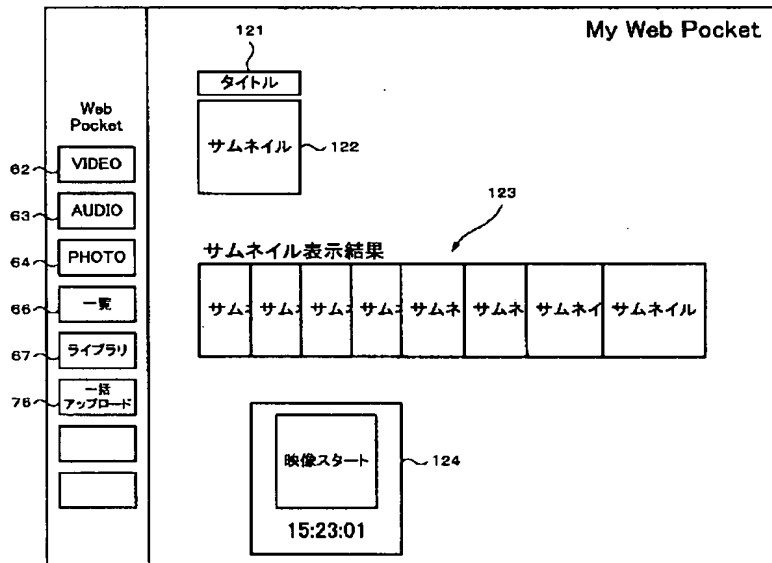 My Web Pocket
121
タイトル
サムネイル
122
Web
Pocket
62
VIDEO
63
AUDIO
64
PHOTO
66
一覧
67
ライブラリ
76
一括
アップロード
123
サムネイル表示結果
サムネ
サムネ
サムネ
サムネ
サムネ
サムネ
サムネイ
サムネイル
映像スタート
124
15:23:01